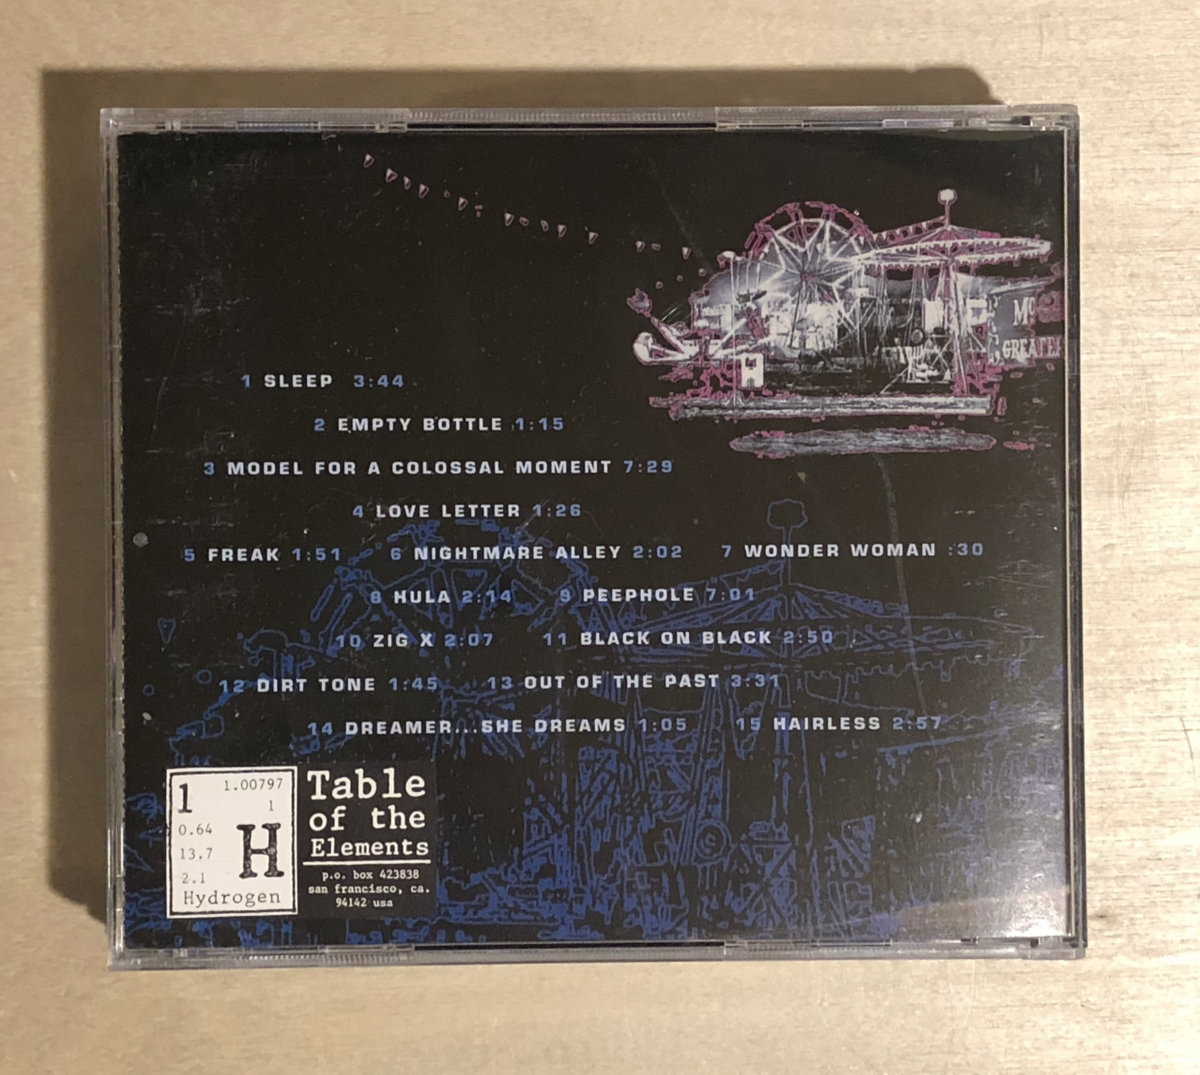 1 SLEEP 3:44
2 EMPTY BOTTLE 1:15
3 MODEL FOR A COLOSSAL MOMENT 7:29
4 LOVE LETTER 1:26
5 FREAK 1:51 6 NIGHTMARE ALLEY 2:02 7 WONDER WOMAN :30
8 HULA 2:14 9 PEEPHOLE 7:01
10 ZIG X 2:07 11 BLACK ON BLACK 2:50
12 DIRT TONE 1:45 13 OUT OF THE PAST 3:31
14 DREAMER...SHE DREAMS 1:05 15 HAIRLESS 2:57
1 1.00797
1
0.64
H
13.7
2.1
Hydrogen
Table
of the
Elements
p.o. box 423838
san francisco, ca.
94142 usa